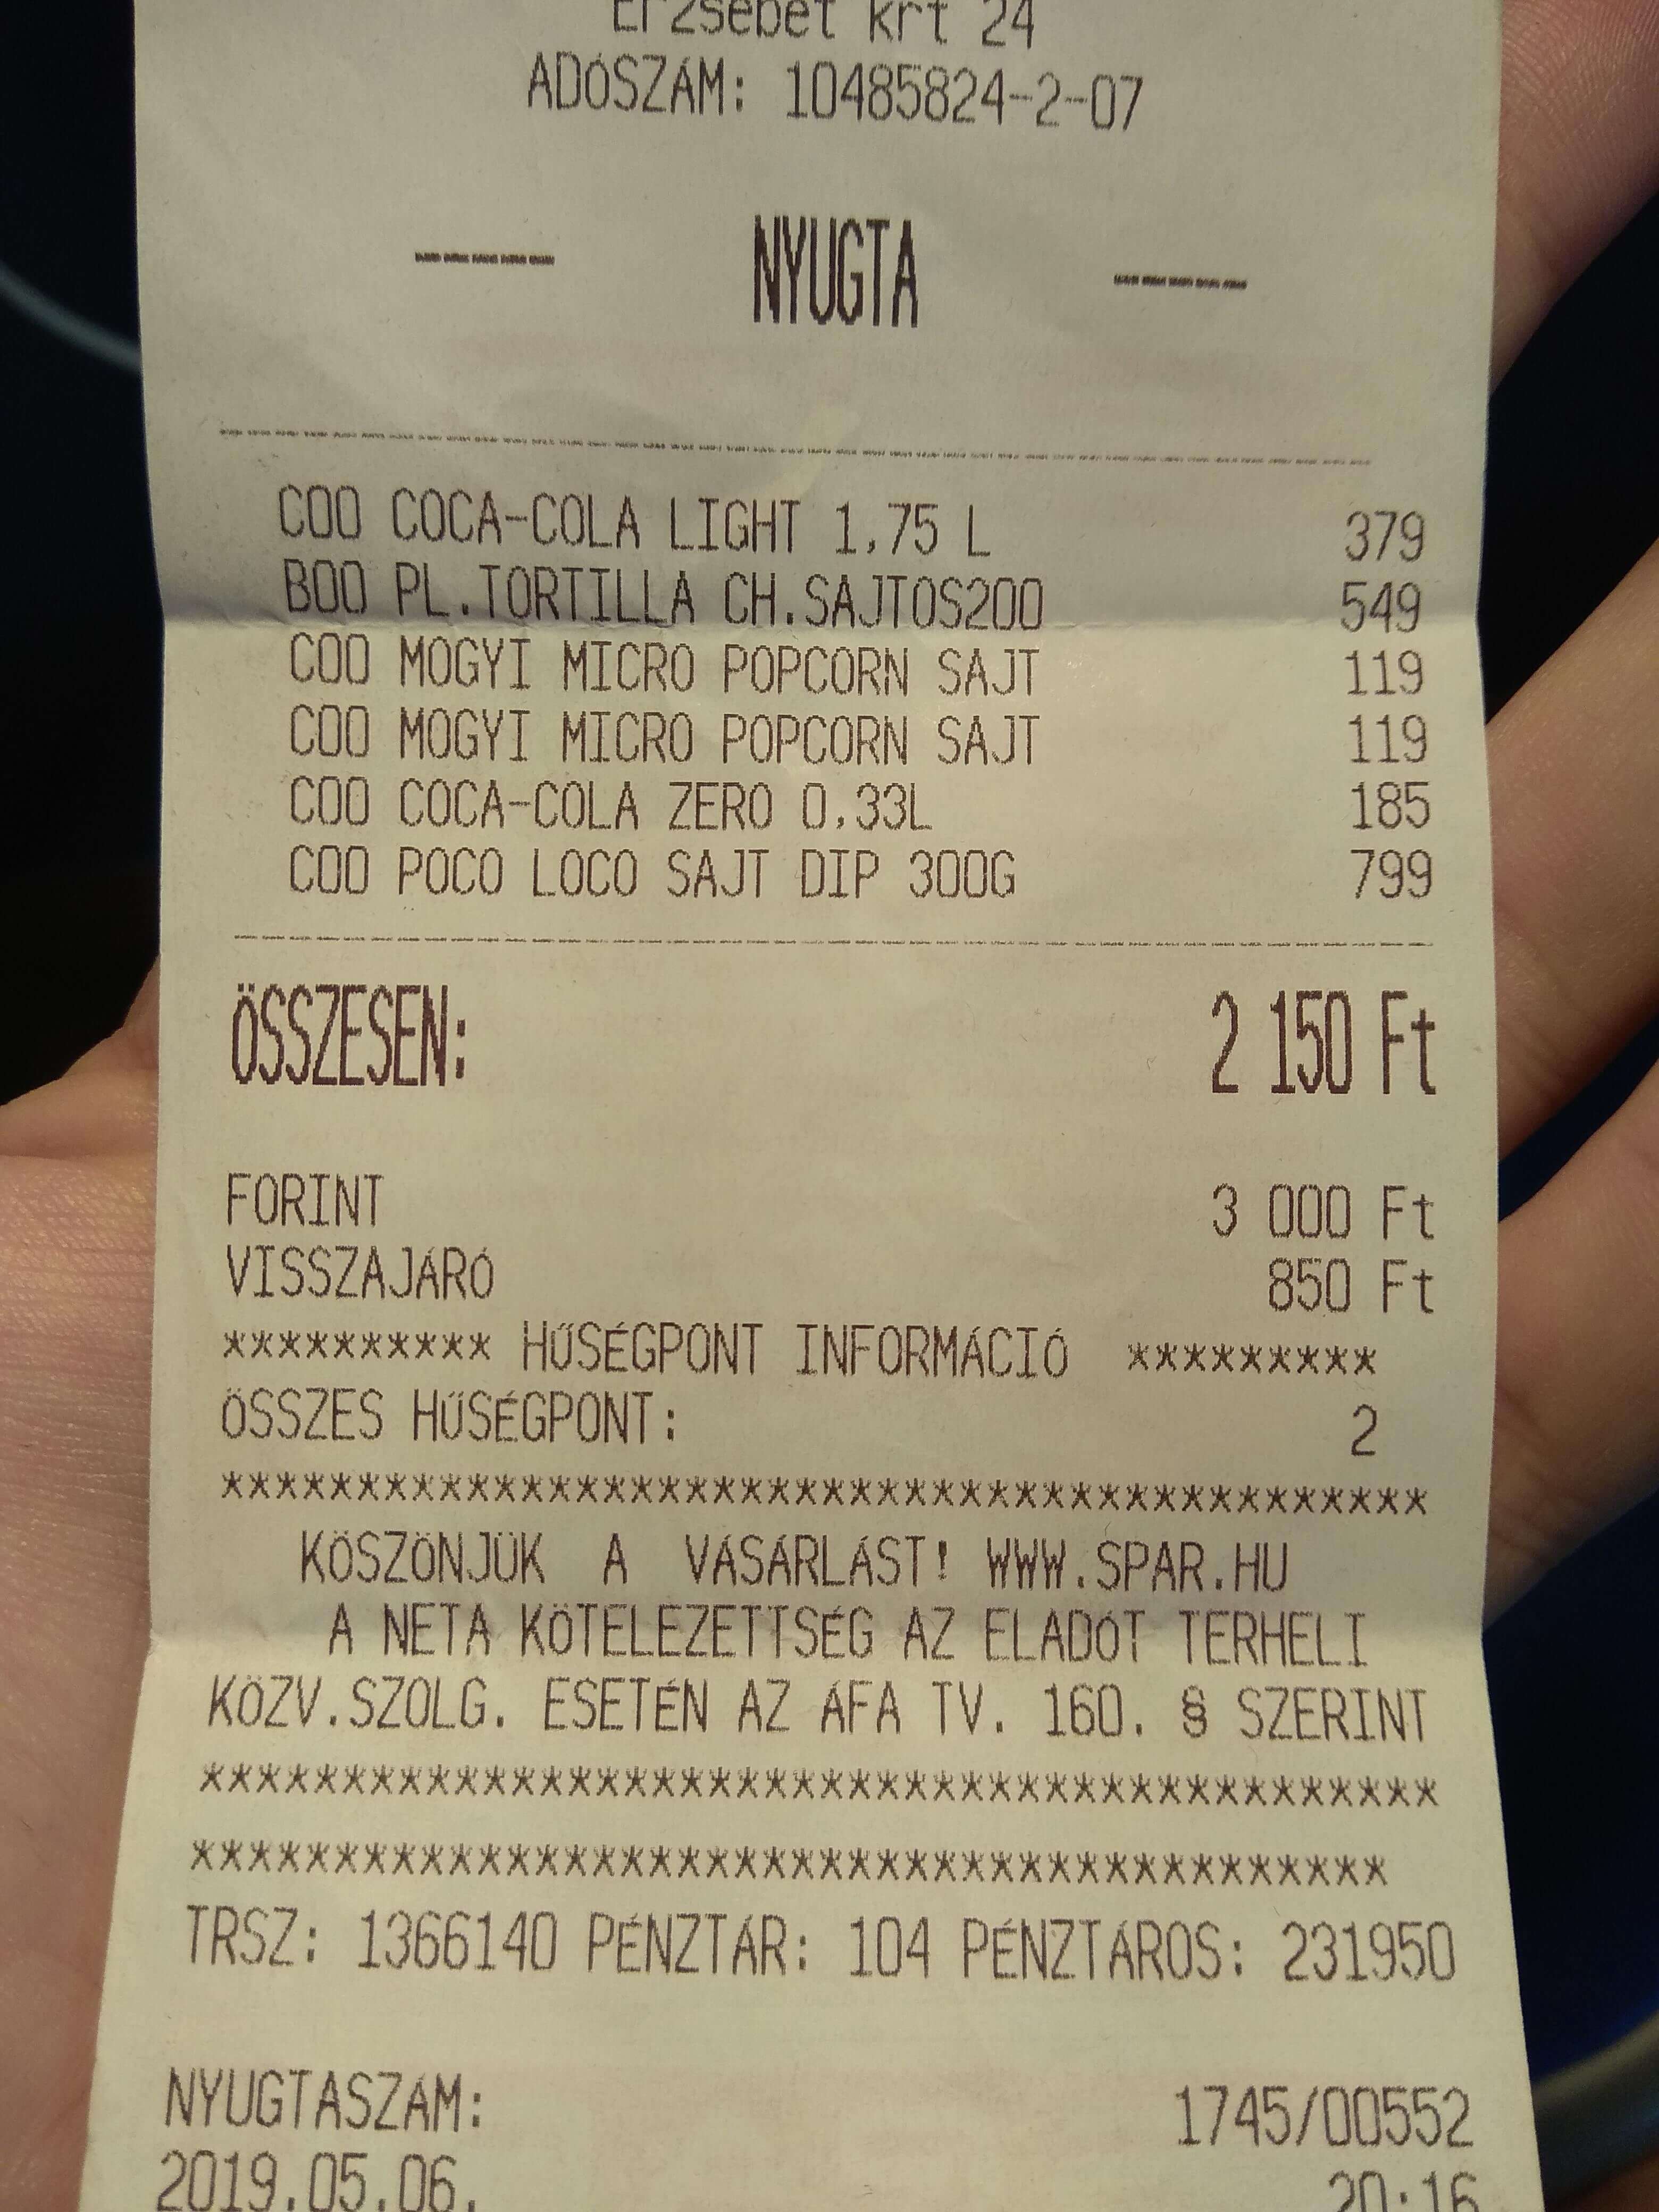 Erzsébet krt 24
ADÓSZÁM: 10485824-2-07
----- NYUGTA -----
C00 COCA-COLA LIGHT 1,75 L 379
B00 PL.TORTILLA CH.SAJTOS200 549
C00 MOGYI MICRO POPCORN SAJT 119
C00 MOGYI MICRO POPCORN SAJT 119
C00 COCA-COLA ZERO 0,33L 185
C00 POCO LOCO SAJT DIP 300G 799
ÖSSZESEN: 2 150 Ft
FORINT 3 000 Ft
VISSZAJÁRÓ 850 Ft
********** HŰSÉGPONT INFORMÁCIÓ *********
ÖSSZES HŰSÉGPONT: 2
********************************************
KÖSZÖNJÜK A VÁSÁRLÁST! WWW.SPAR.HU
A NETA KÖTELEZETTSÉG AZ ELADÓT TERHELI
KÖZV.SZOLG. ESETÉN AZ ÁFA TV. 160. § SZERINT
********************************************
******************************************
TRSZ: 1366140 PÉNZTÁR: 104 PÉNZTÁROS: 231950
NYUGTASZÁM: 1745/00552
2019.05.06. 20:16